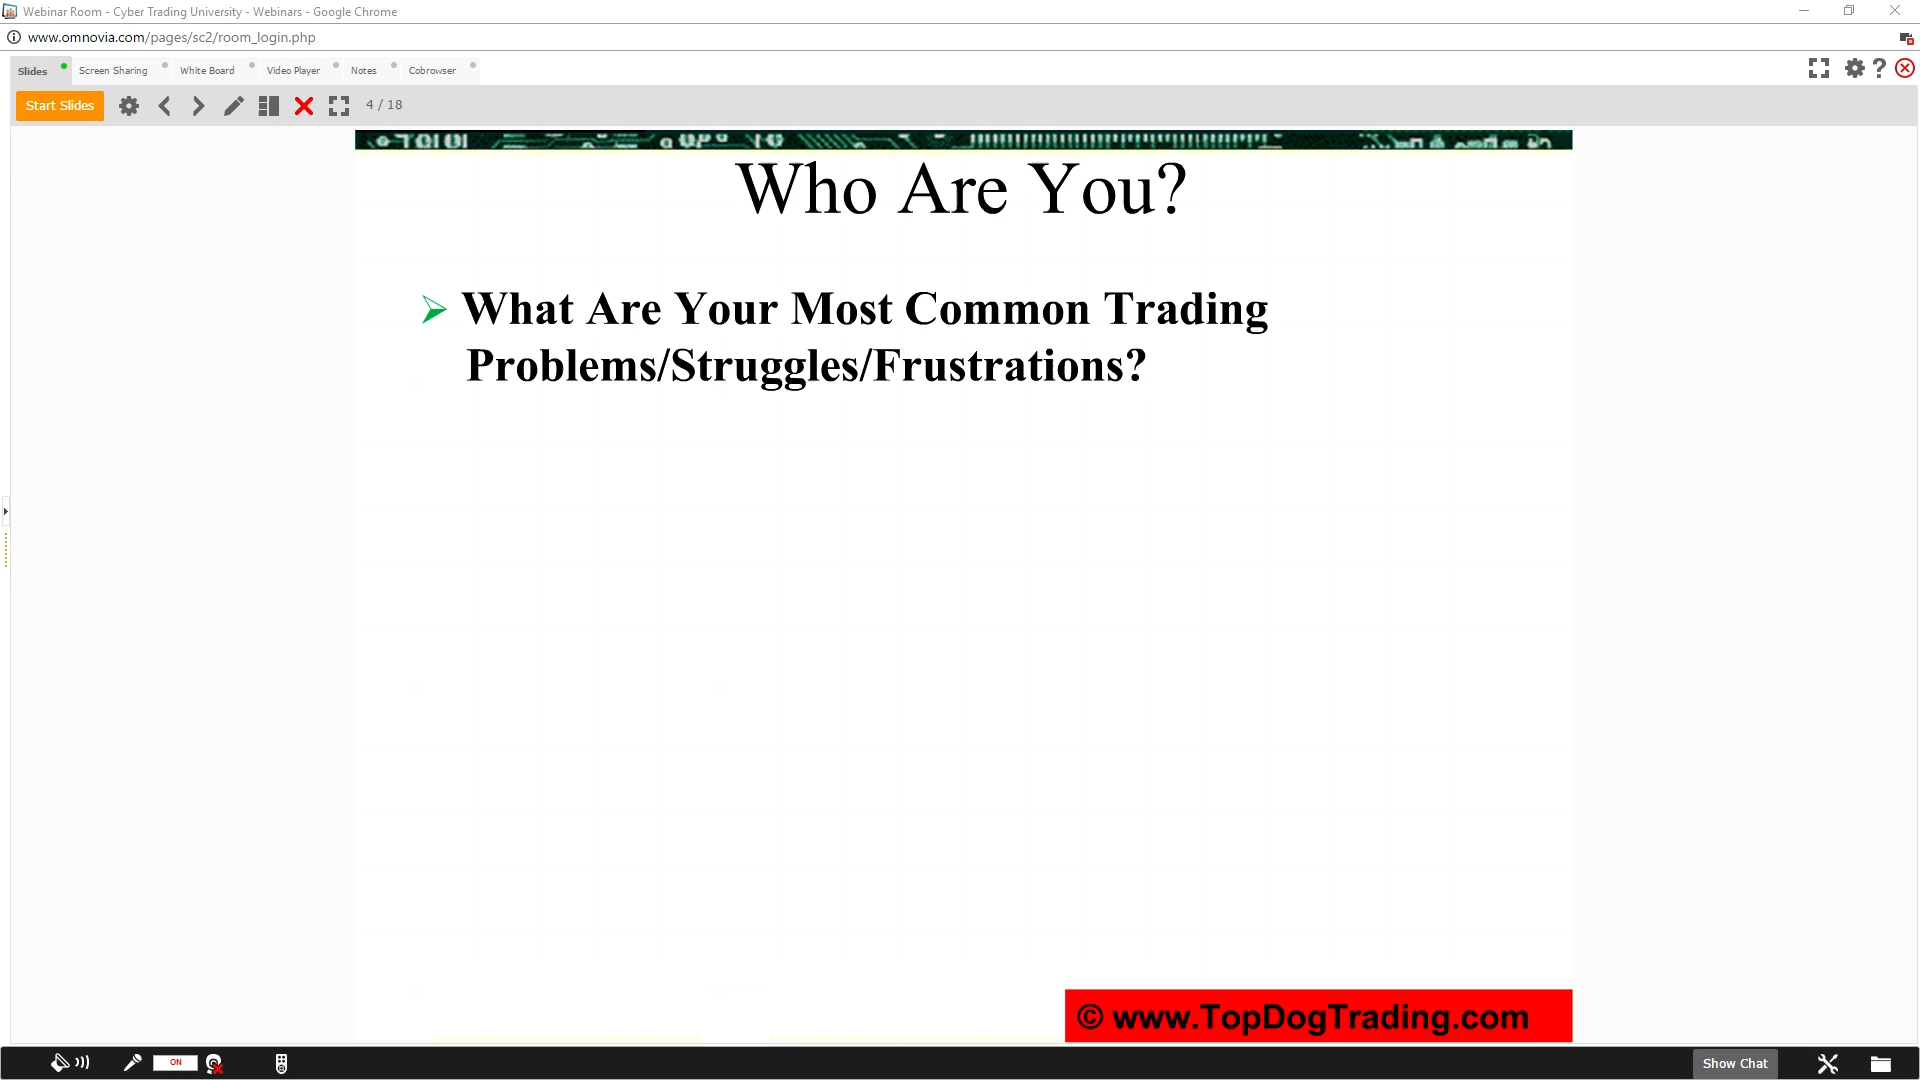 Webinar Room - Cyber Trading University - Webinars - Google Chrome
www.omnovia.com/pages/sc2/room_login.php
Slides Screen Sharing White Board Video Player Notes Cobrowser
Start Slides 4 / 18
Who Are You?
What Are Your Most Common Trading
Problems/Struggles/Frustrations?
© www.TopDogTrading.com
ON Show Chat